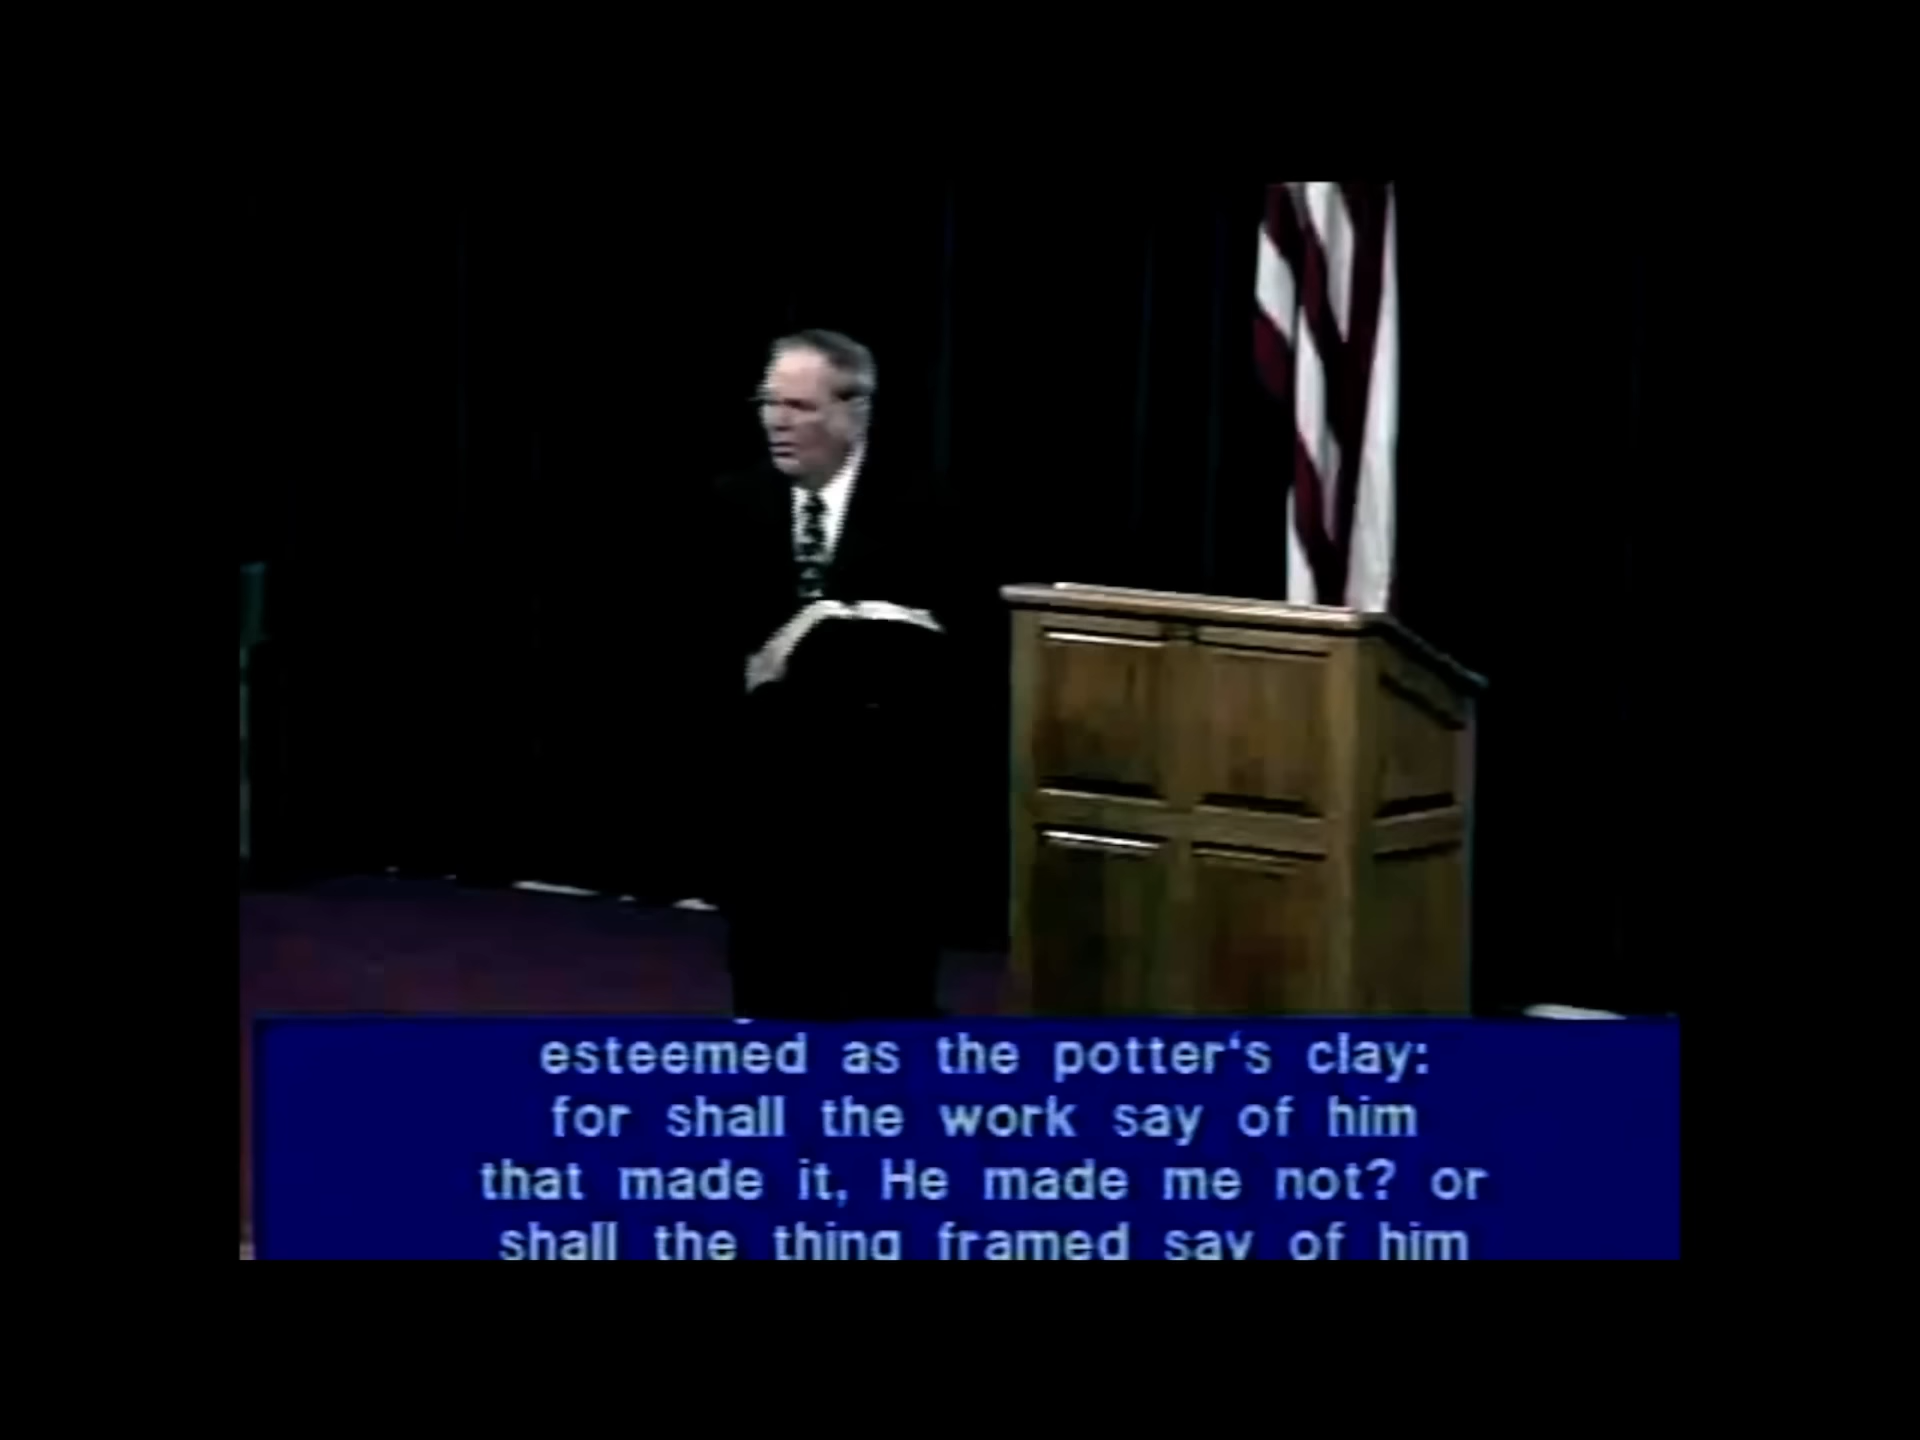 esteemed as the potter's clay:
for shall the work say of him
that made it, He made me not? or
shall the thing framed say of him